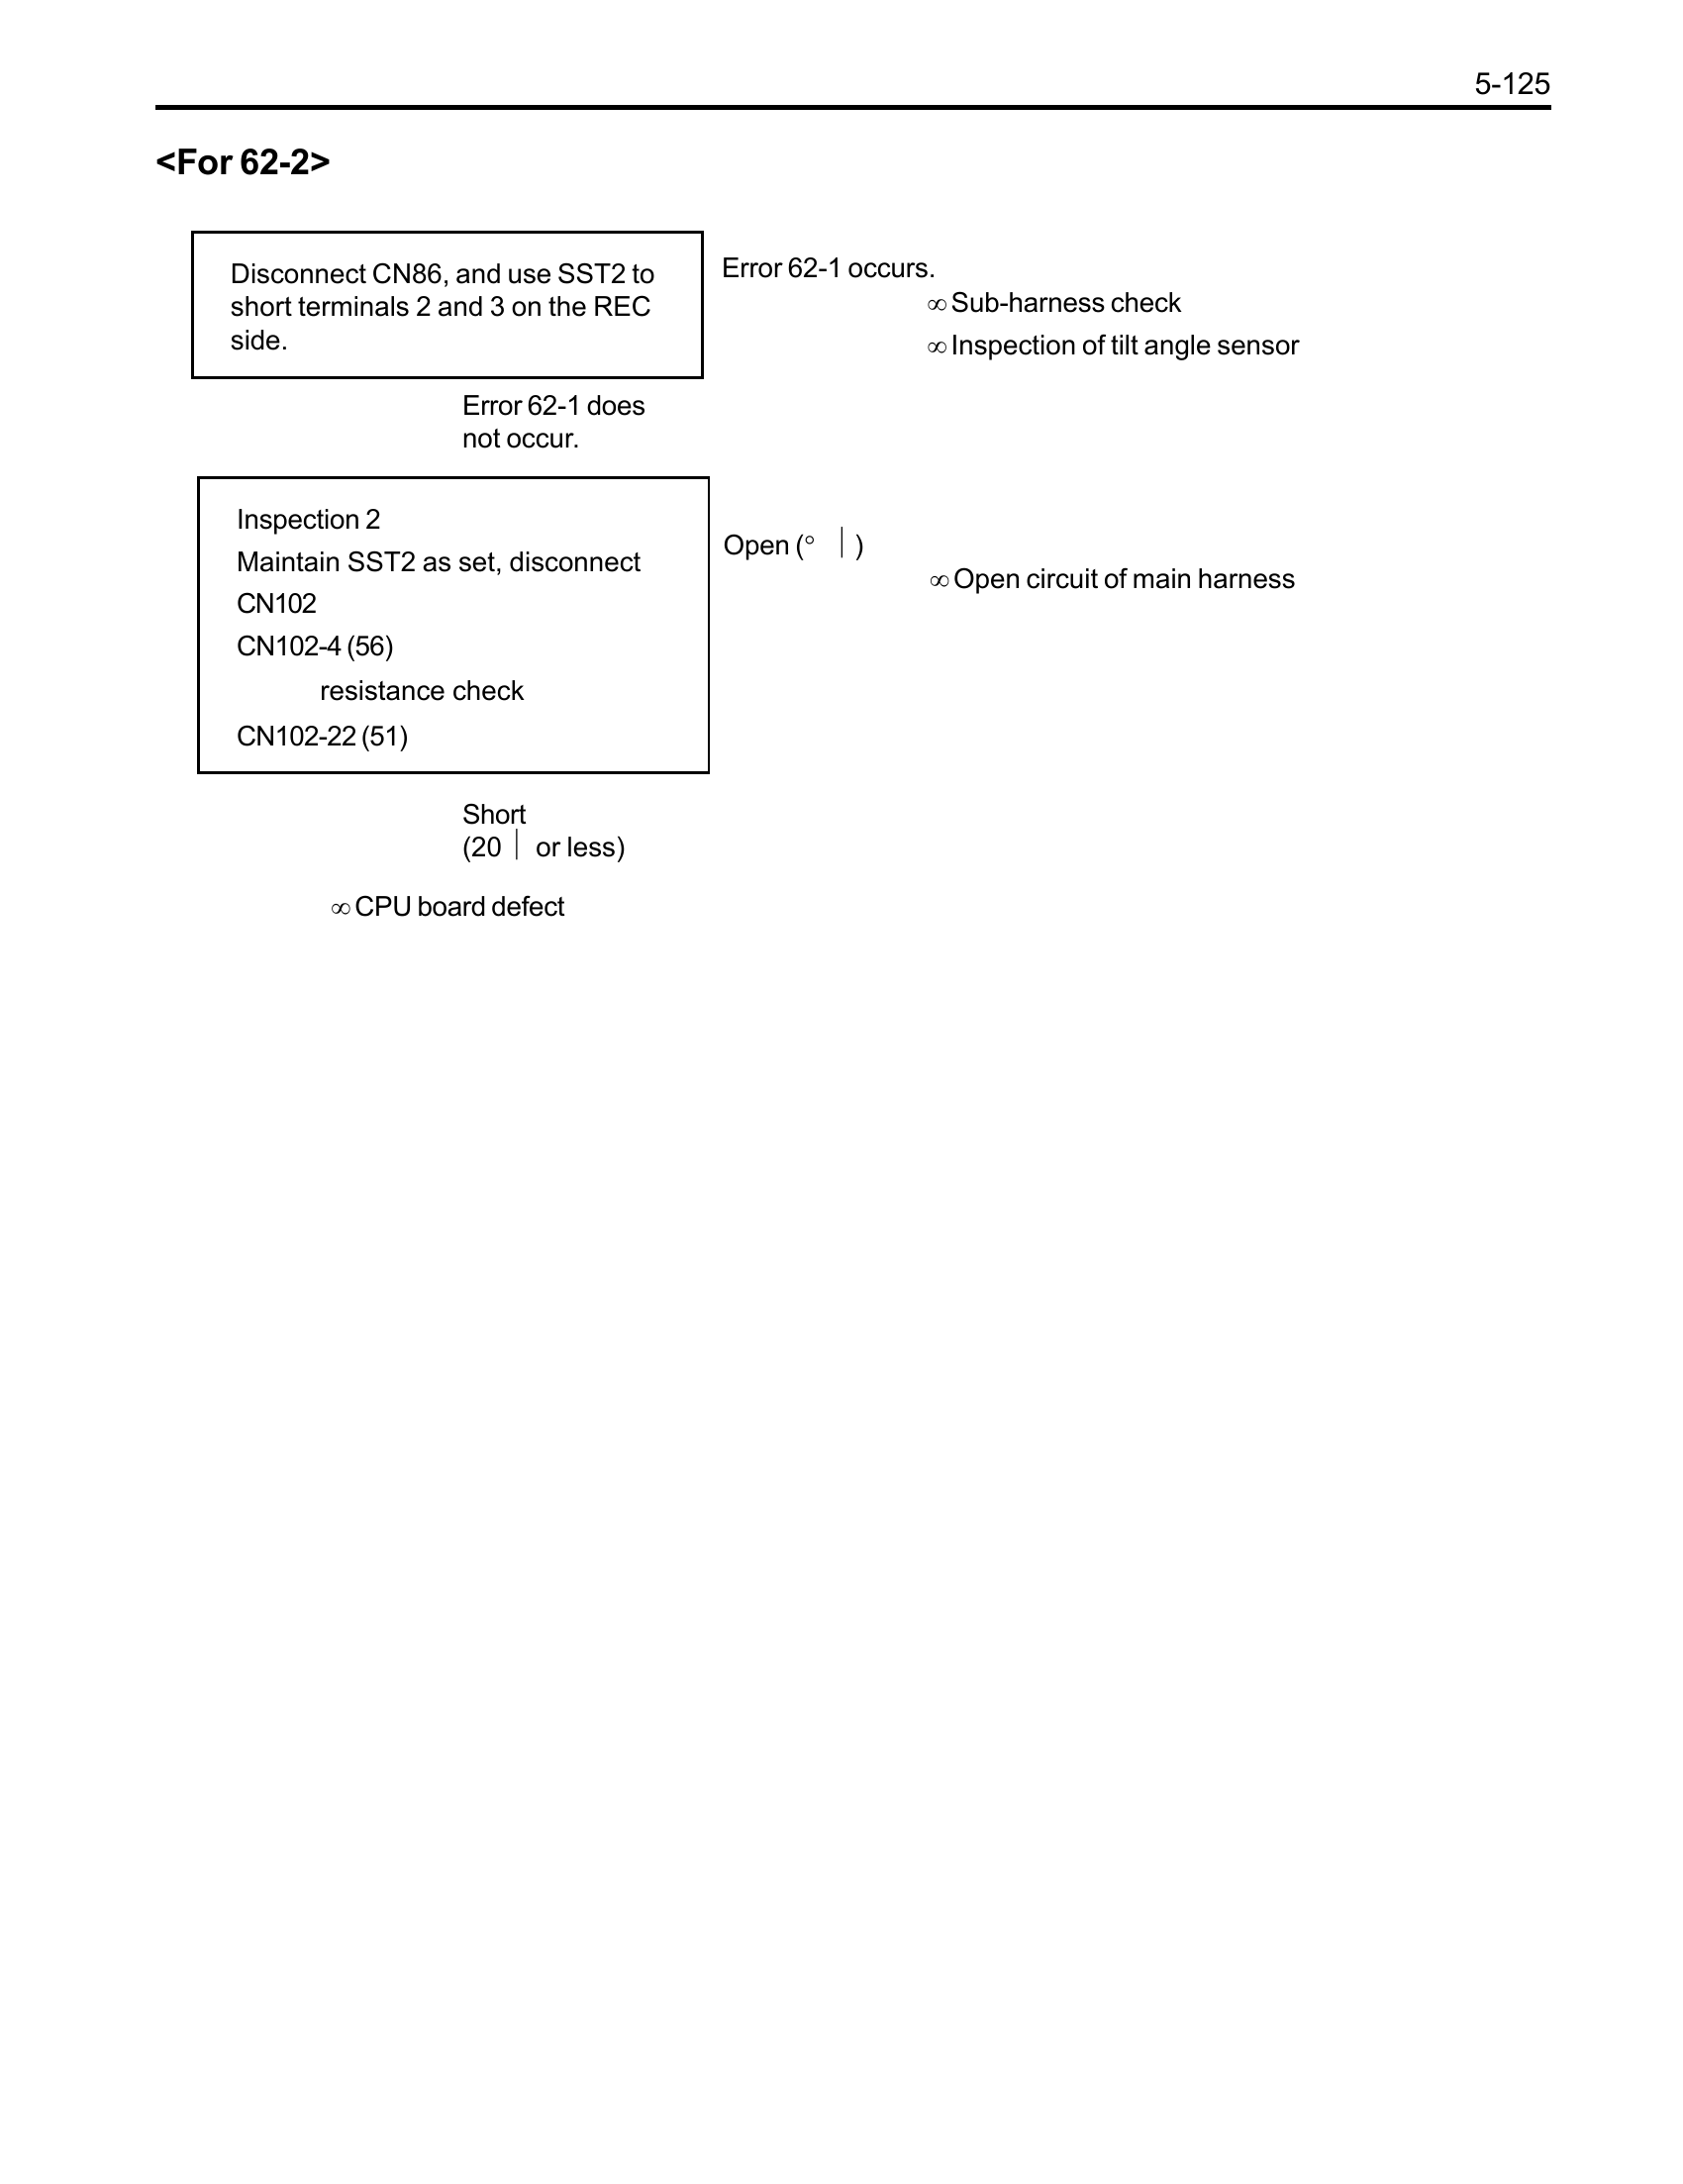 5-125
<For 62-2>
Disconnect CN86, and use SST2 to
short terminals 2 and 3 on the REC
side.
Error 62-1 occurs.
∞ Sub-harness check
∞ Inspection of tilt angle sensor
Error 62-1 does
not occur.
Inspection 2
Maintain SST2 as set, disconnect
CN102
CN102-4 (56)
resistance check
CN102-22 (51)
Open (° | )
∞ Open circuit of main harness
Short
(20 | or less)
∞ CPU board defect